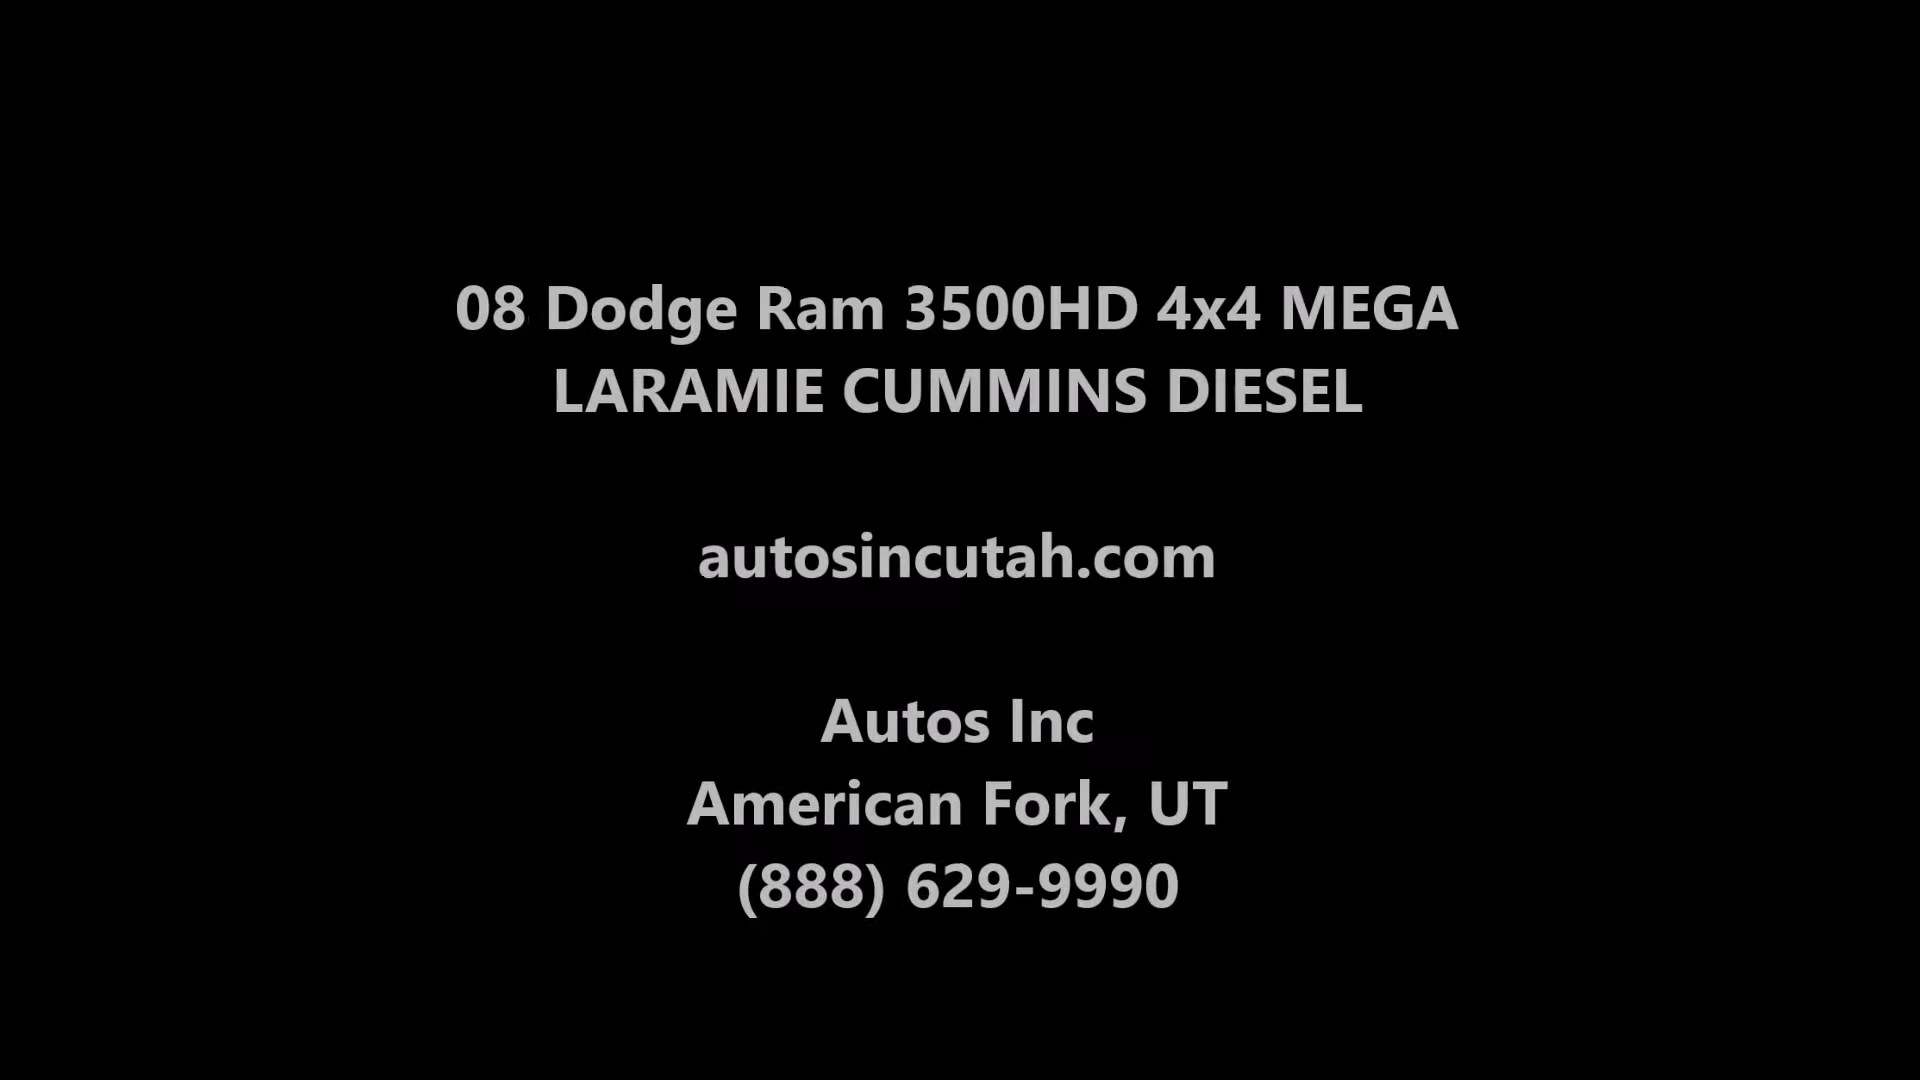 08 Dodge Ram 3500HD 4x4 MEGA
LARAMIE CUMMINS DIESEL
autosincutah.com
Autos Inc
American Fork, UT
(888) 629-9990